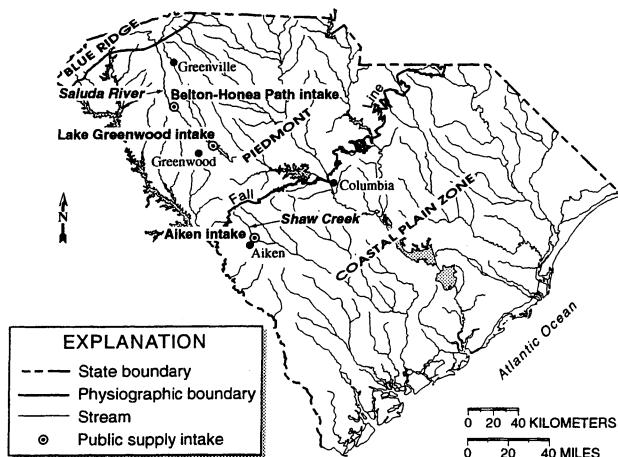 BLUE RIDGE
Greenville
Saluda River
Belton-Honea Path intake
Lake Greenwood intake
Greenwood
PIEDMONT
Fall Line
Columbia
Shaw Creek
Aiken intake
Aiken
COASTAL PLAIN ZONE
Atlantic Ocean
N
EXPLANATION
State boundary
Physiographic boundary
Stream
Public supply intake
0 20 40 KILOMETERS
0 20 40 MILES